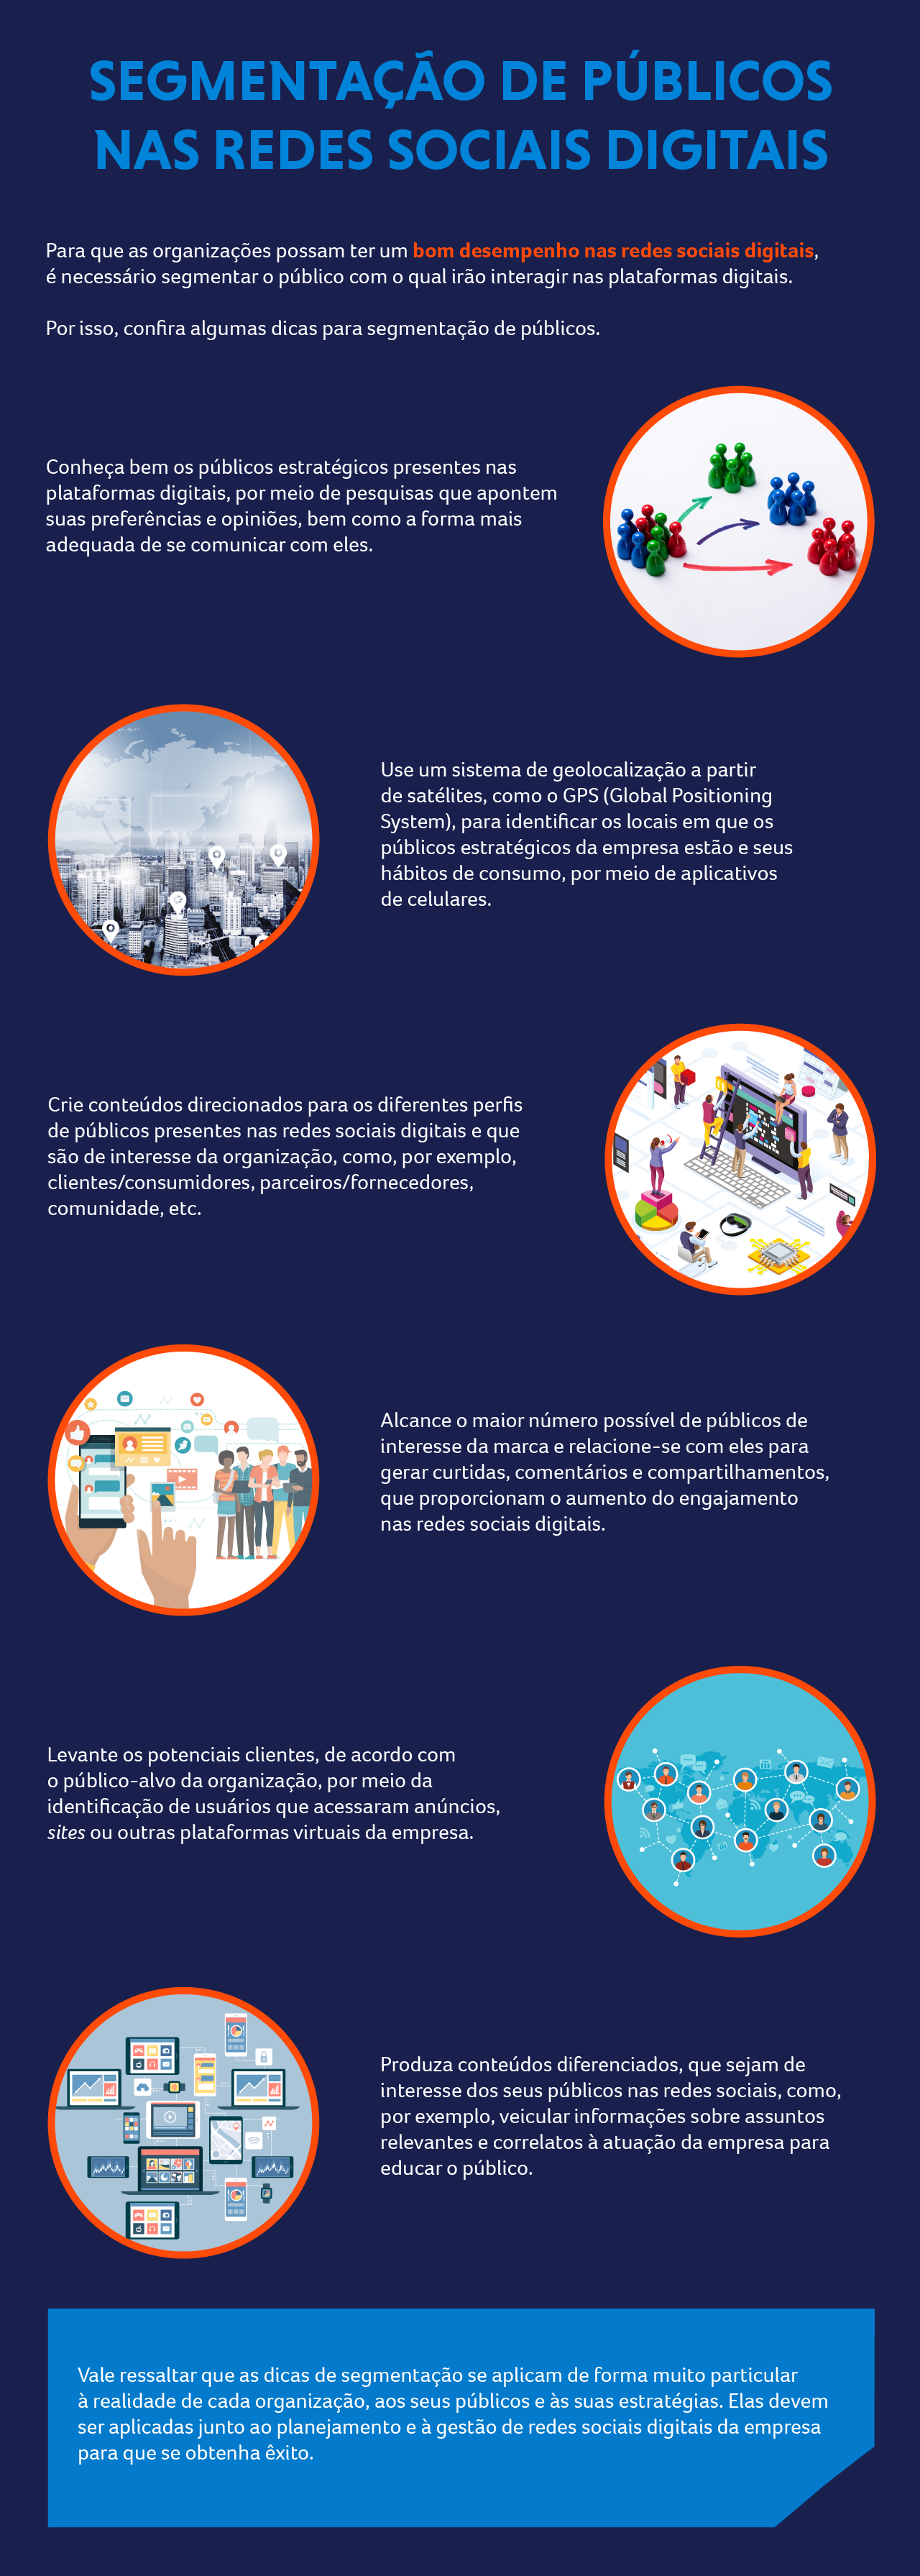 SEGMENTAÇÃO DE PÚBLICOS
NAS REDES SOCIAIS DIGITAIS
Para que as organizações possam ter um bom desempenho nas redes sociais digitais,
é necessário segmentar o público com o qual irão interagir nas plataformas digitais.
Por isso, confira algumas dicas para segmentação de públicos.
Conheça bem os públicos estratégicos presentes nas
plataformas digitais, por meio de pesquisas que apontem
suas preferências e opiniões, bem como a forma mais
adequada de se comunicar com eles.
Use um sistema de geolocalização a partir
de satélites, como o GPS (Global Positioning
System), para identificar os locais em que os
públicos estratégicos da empresa estão e seus
hábitos de consumo, por meio de aplicativos
de celulares.
Crie conteúdos direcionados para os diferentes perfis
de públicos presentes nas redes sociais digitais e que
são de interesse da organização, como, por exemplo,
clientes/consumidores, parceiros/fornecedores,
comunidade, etc.
Alcance o maior número possível de públicos de
interesse da marca e relacione-se com eles para
gerar curtidas, comentários e compartilhamentos,
que proporcionam o aumento do engajamento
nas redes sociais digitais.
Levante os potenciais clientes, de acordo com
o público-alvo da organização, por meio da
identificação de usuários que acessaram anúncios,
sites ou outras plataformas virtuais da empresa.
Produza conteúdos diferenciados, que sejam de
interesse dos seus públicos nas redes sociais, como,
por exemplo, veicular informações sobre assuntos
relevantes e correlatos à atuação da empresa para
educar o público.
Vale ressaltar que as dicas de segmentação se aplicam de forma muito particular
à realidade de cada organização, aos seus públicos e às suas estratégias. Elas devem
ser aplicadas junto ao planejamento e à gestão de redes sociais digitais da empresa
para que se obtenha êxito.